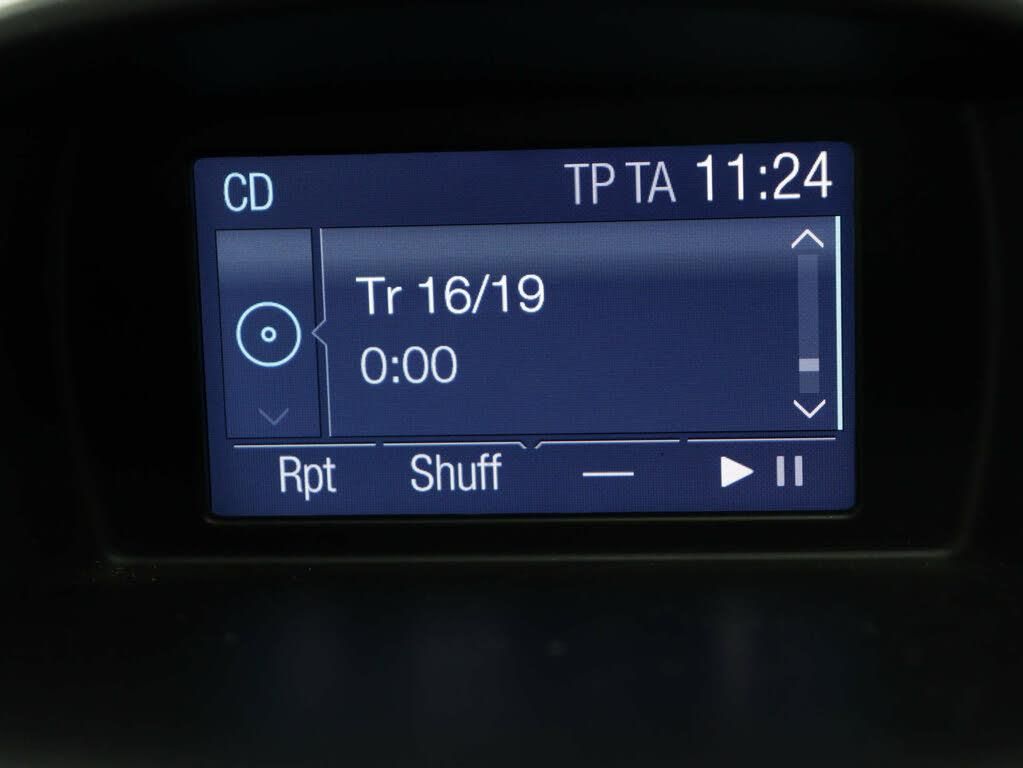 CD TP TA 11:24
Tr 16/19
0:00
Rpt Shuff —